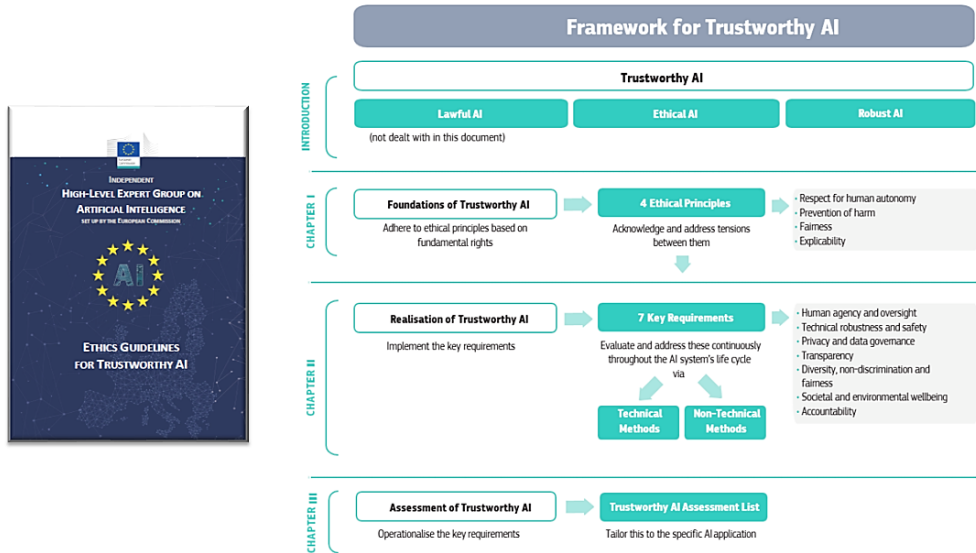 INDEPENDENT
HIGH-LEVEL EXPERT GROUP ON
ARTIFICIAL INTELLIGENCE
SET UP BY THE EUROPEAN COMMISSION
AI
ETHICS GUIDELINES
FOR TRUSTWORTHY AI
Framework for Trustworthy AI
INTRODUCTION
Trustworthy AI
Lawful AI
Ethical AI
Robust AI
(not dealt with in this document)
CHAPTER I
Foundations of Trustworthy AI
Adhere to ethical principles based on
fundamental rights
4 Ethical Principles
Acknowledge and address tensions
between them
· Respect for human autonomy
· Prevention of harm
· Fairness
· Explicability
CHAPTER II
Realisation of Trustworthy AI
Implement the key requirements
7 Key Requirements
Evaluate and address these continuously
throughout the AI system's life cycle
via
Technical
Methods
Non-Technical
Methods
· Human agency and oversight
· Technical robustness and safety
· Privacy and data governance
· Transparency
· Diversity, non-discrimination and
fairness
· Societal and environmental wellbeing
· Accountability
CHAPTER III
Assessment of Trustworthy AI
Operationalise the key requirements
Trustworthy AI Assessment List
Tailor this to the specific AI application